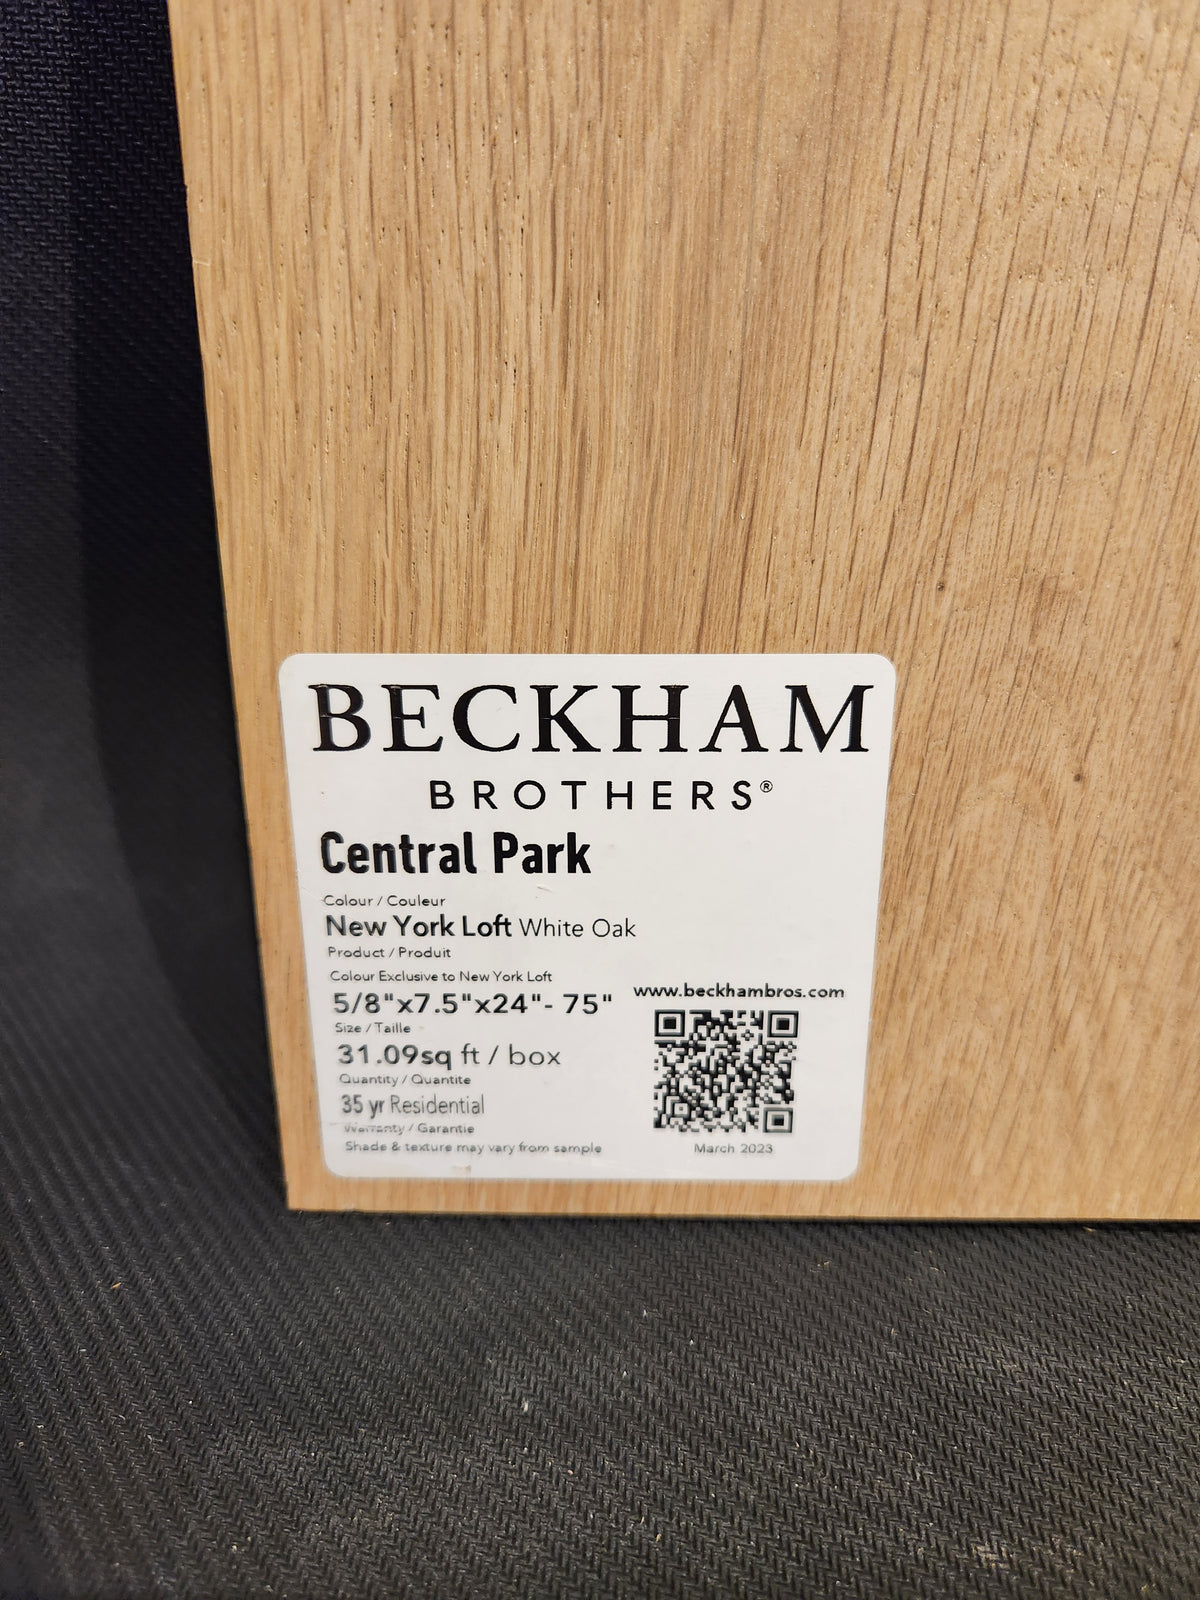 BECKHAM
BROTHERS®
Central Park
Colour / Couleur
New York Loft White Oak
Product / Produit
Colour Exclusive to New York Loft
5/8"x7.5"x24"- 75"
Size / Taille
31.09sq ft / box
Quantity / Quantite
35 yr Residential
Warranty / Garantie
Shade & texture may vary from sample
www.beckhambros.com
March 2023